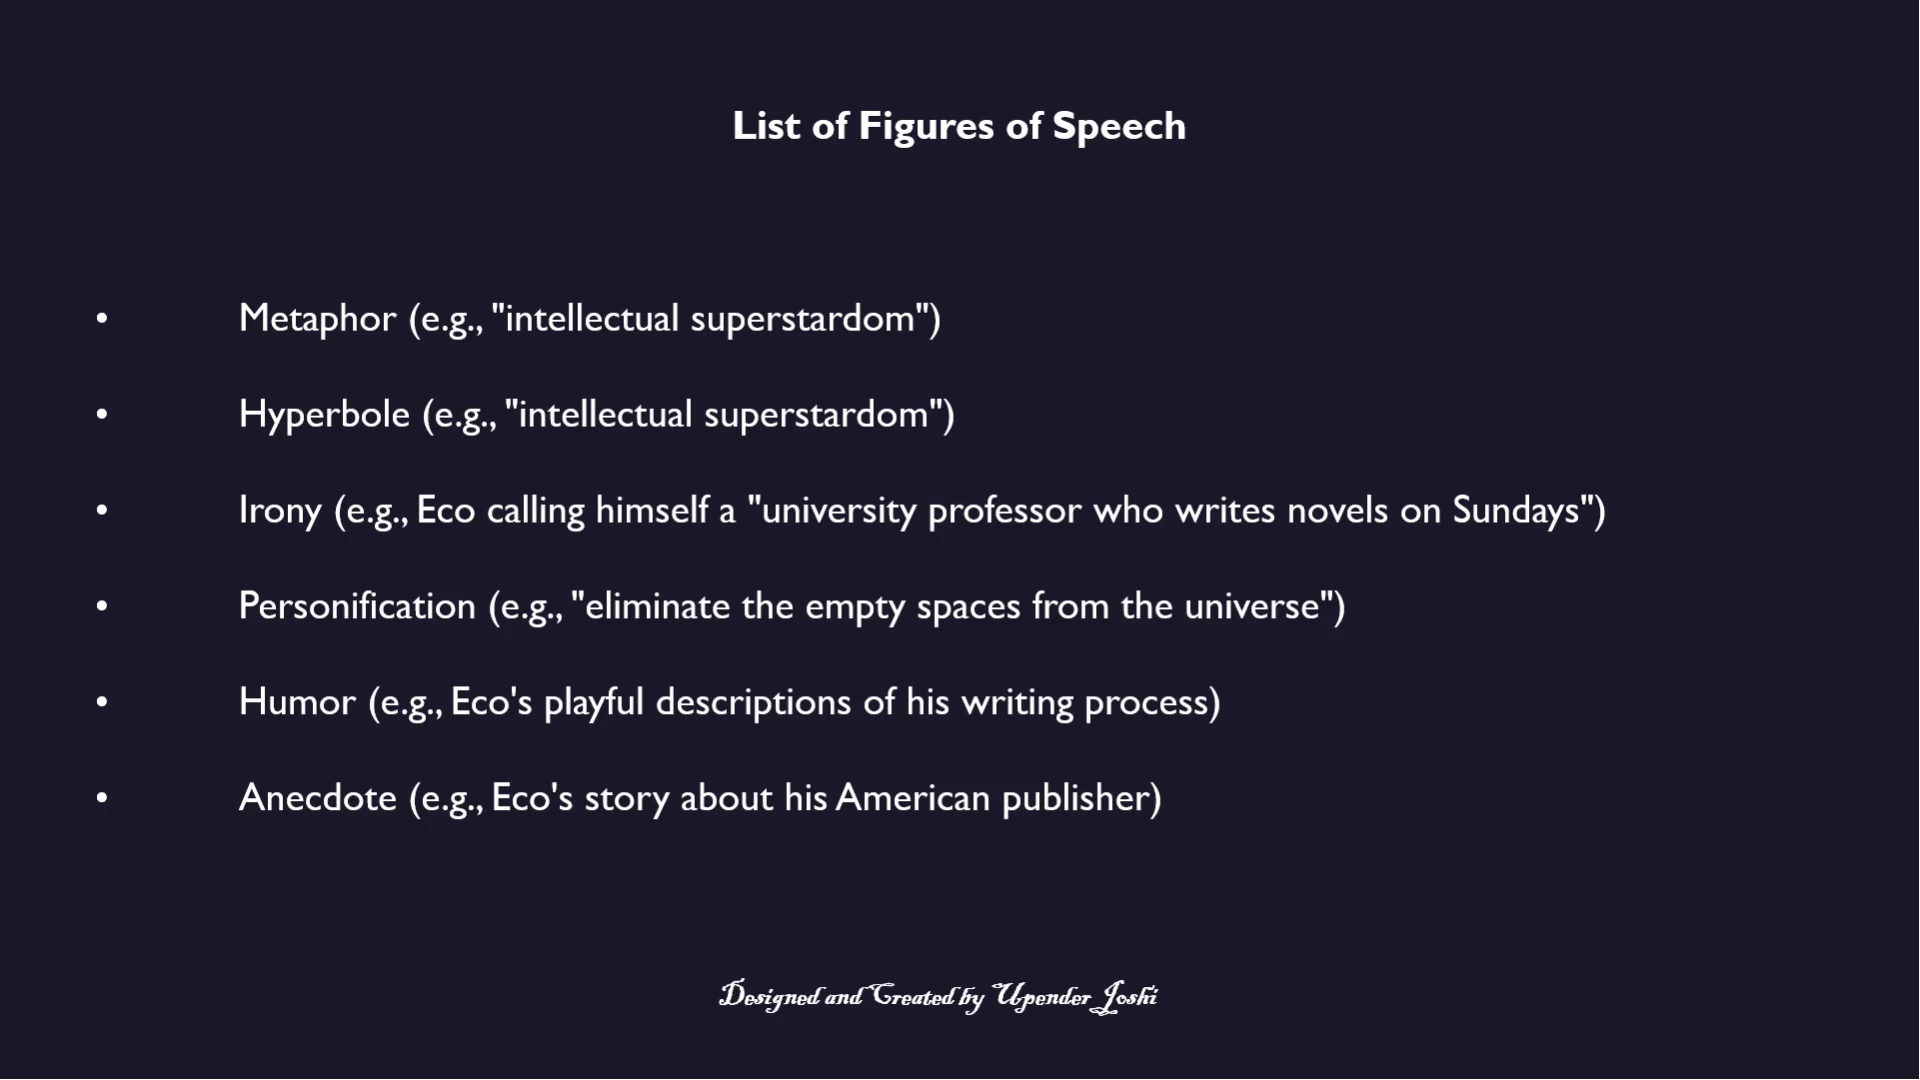 List of Figures of Speech
• Metaphor (e.g., "intellectual superstardom")
• Hyperbole (e.g., "intellectual superstardom")
• Irony (e.g., Eco calling himself a "university professor who writes novels on Sundays")
• Personification (e.g., "eliminate the empty spaces from the universe")
• Humor (e.g., Eco's playful descriptions of his writing process)
• Anecdote (e.g., Eco's story about his American publisher)
Designed and Created by Upender Joshi